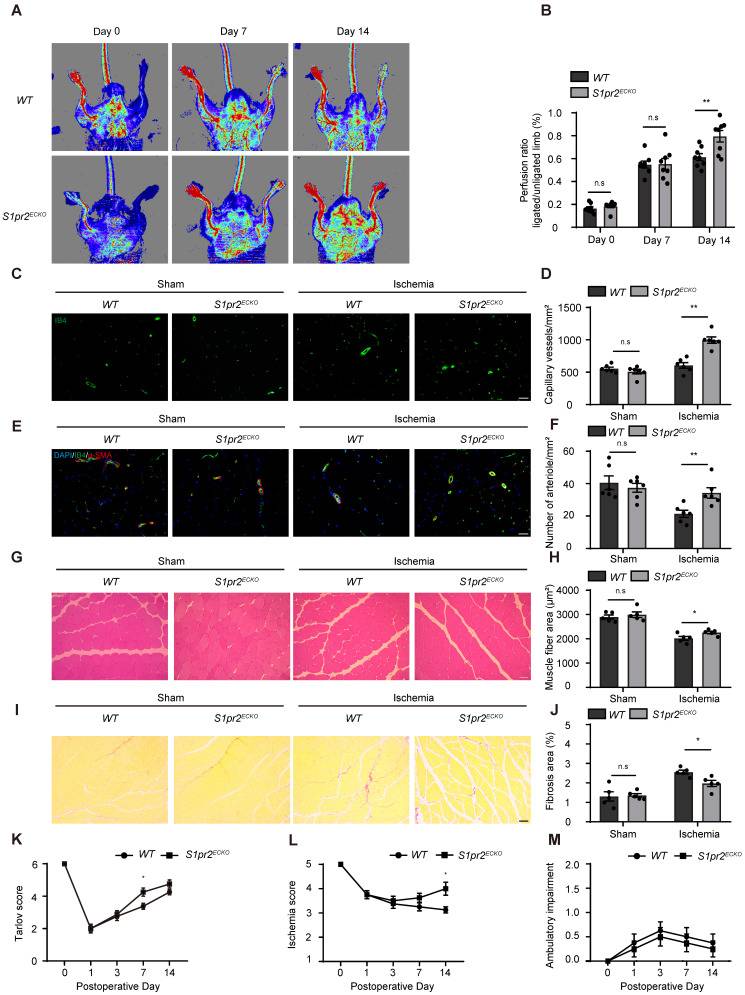 A
Day 0
Day 7
Day 14
WT
S1pr2ECKO
B
WT
S1pr2ECKO
Perfusion ratio
ligated/unligated limb (%)
1.0
0.8
0.6
0.4
0.2
0
n.s
n.s
**
Day 0
Day 7
Day 14
C
Sham
Ischemia
WT
S1pr2ECKO
WT
S1pr2ECKO
IB4
D
WT
S1pr2ECKO
Capillary vessels/mm²
1500
1000
500
0
n.s
**
Sham
Ischemia
E
Sham
Ischemia
WT
S1pr2ECKO
WT
S1pr2ECKO
DAPI/IB4/α-SMA
F
WT
S1pr2ECKO
Number of arteriole/mm²
60
40
20
0
n.s
**
Sham
Ischemia
G
Sham
Ischemia
WT
S1pr2ECKO
WT
S1pr2ECKO
H
WT
S1pr2ECKO
Muscle fiber area (μm²)
4000
3000
2000
1000
0
n.s
*
Sham
Ischemia
I
Sham
Ischemia
WT
S1pr2ECKO
WT
S1pr2ECKO
J
WT
S1pr2ECKO
Fibrosis area (%)
5
4
3
2
1
0
n.s
*
Sham
Ischemia
K
WT
S1pr2ECKO
Tarlov score
6
4
2
0
*
0
1
3
7
14
Postoperative Day
L
WT
S1pr2ECKO
Ischemia score
5
4
3
2
1
*
0
1
3
7
14
Postoperative Day
M
WT
S1pr2ECKO
Ambulatory impairment
2.0
1.5
1.0
0.5
0.0
0
1
3
7
14
Postoperative Day